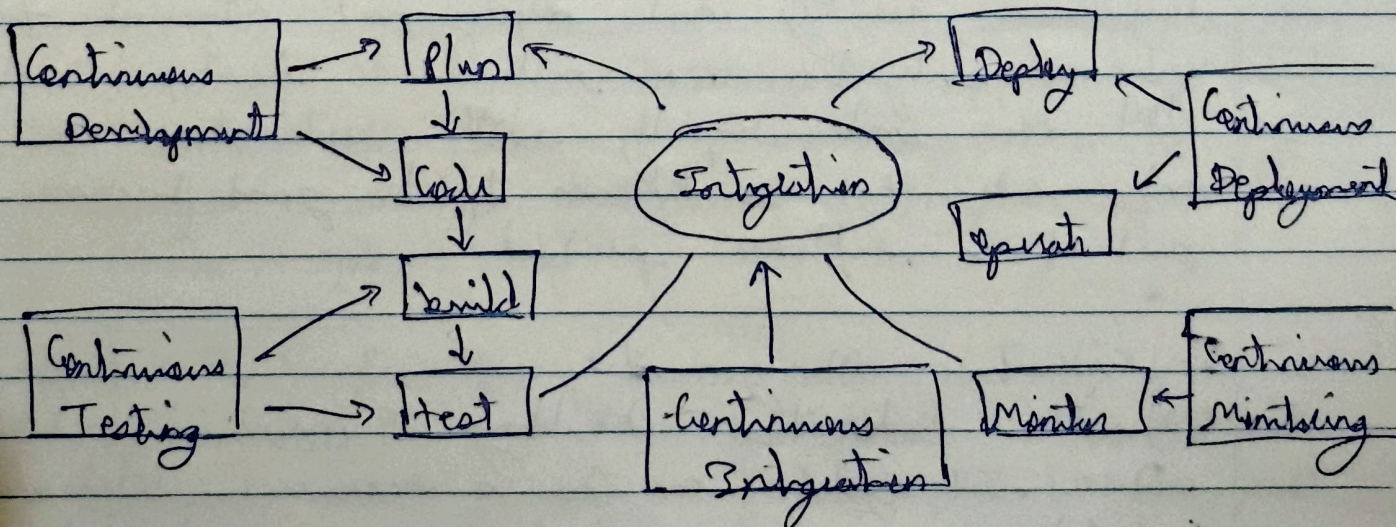 Continuous
Development
Plan
Code
build
test
Continuous
Testing
Integration
Continuous
Integration
Deploy
operate
Monitor
Continuous
Deployment
Continuous
Monitoring